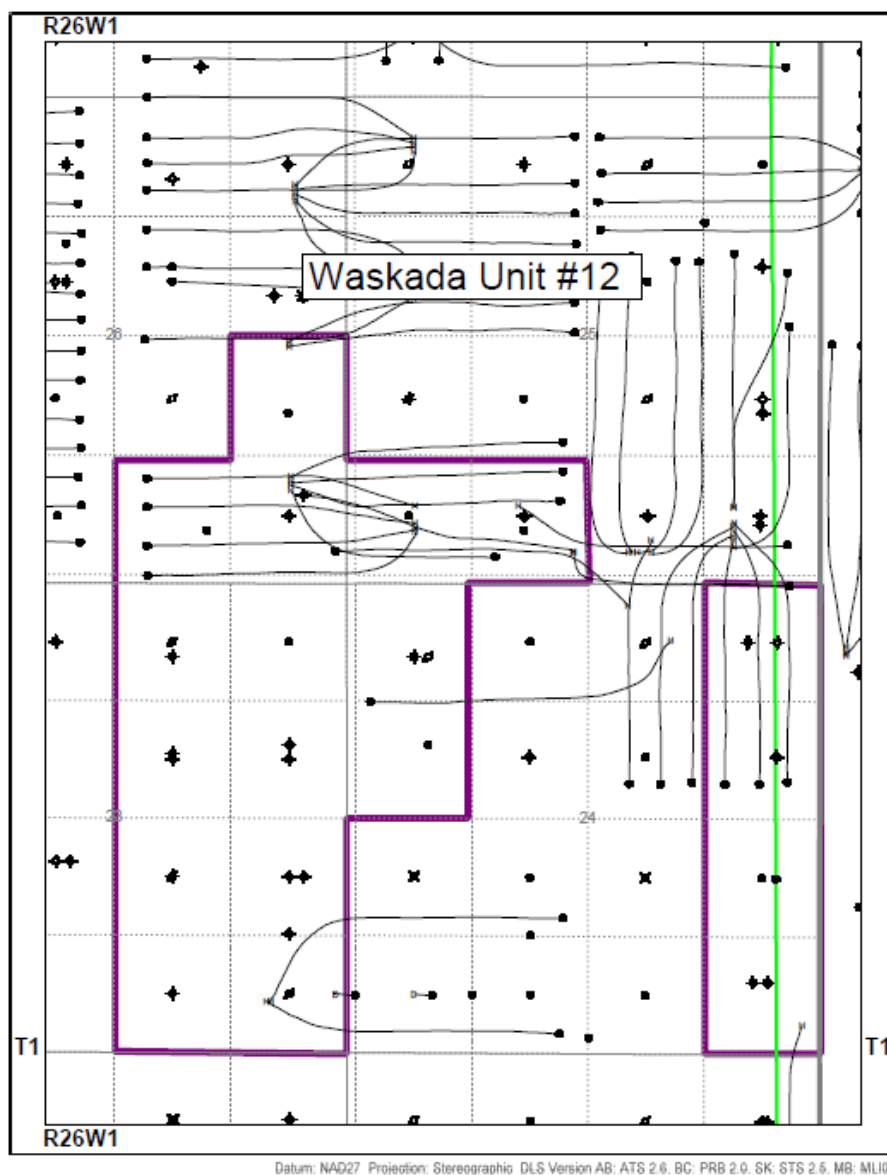 R26W1
Waskada Unit #12
26
25
23
24
T1
T1
R26W1
Datum: NAD27 Projection: Stereographic DLS Version AB: ATS 2.6, BC: PRB 2.0, SK: STS 2.5, MB: